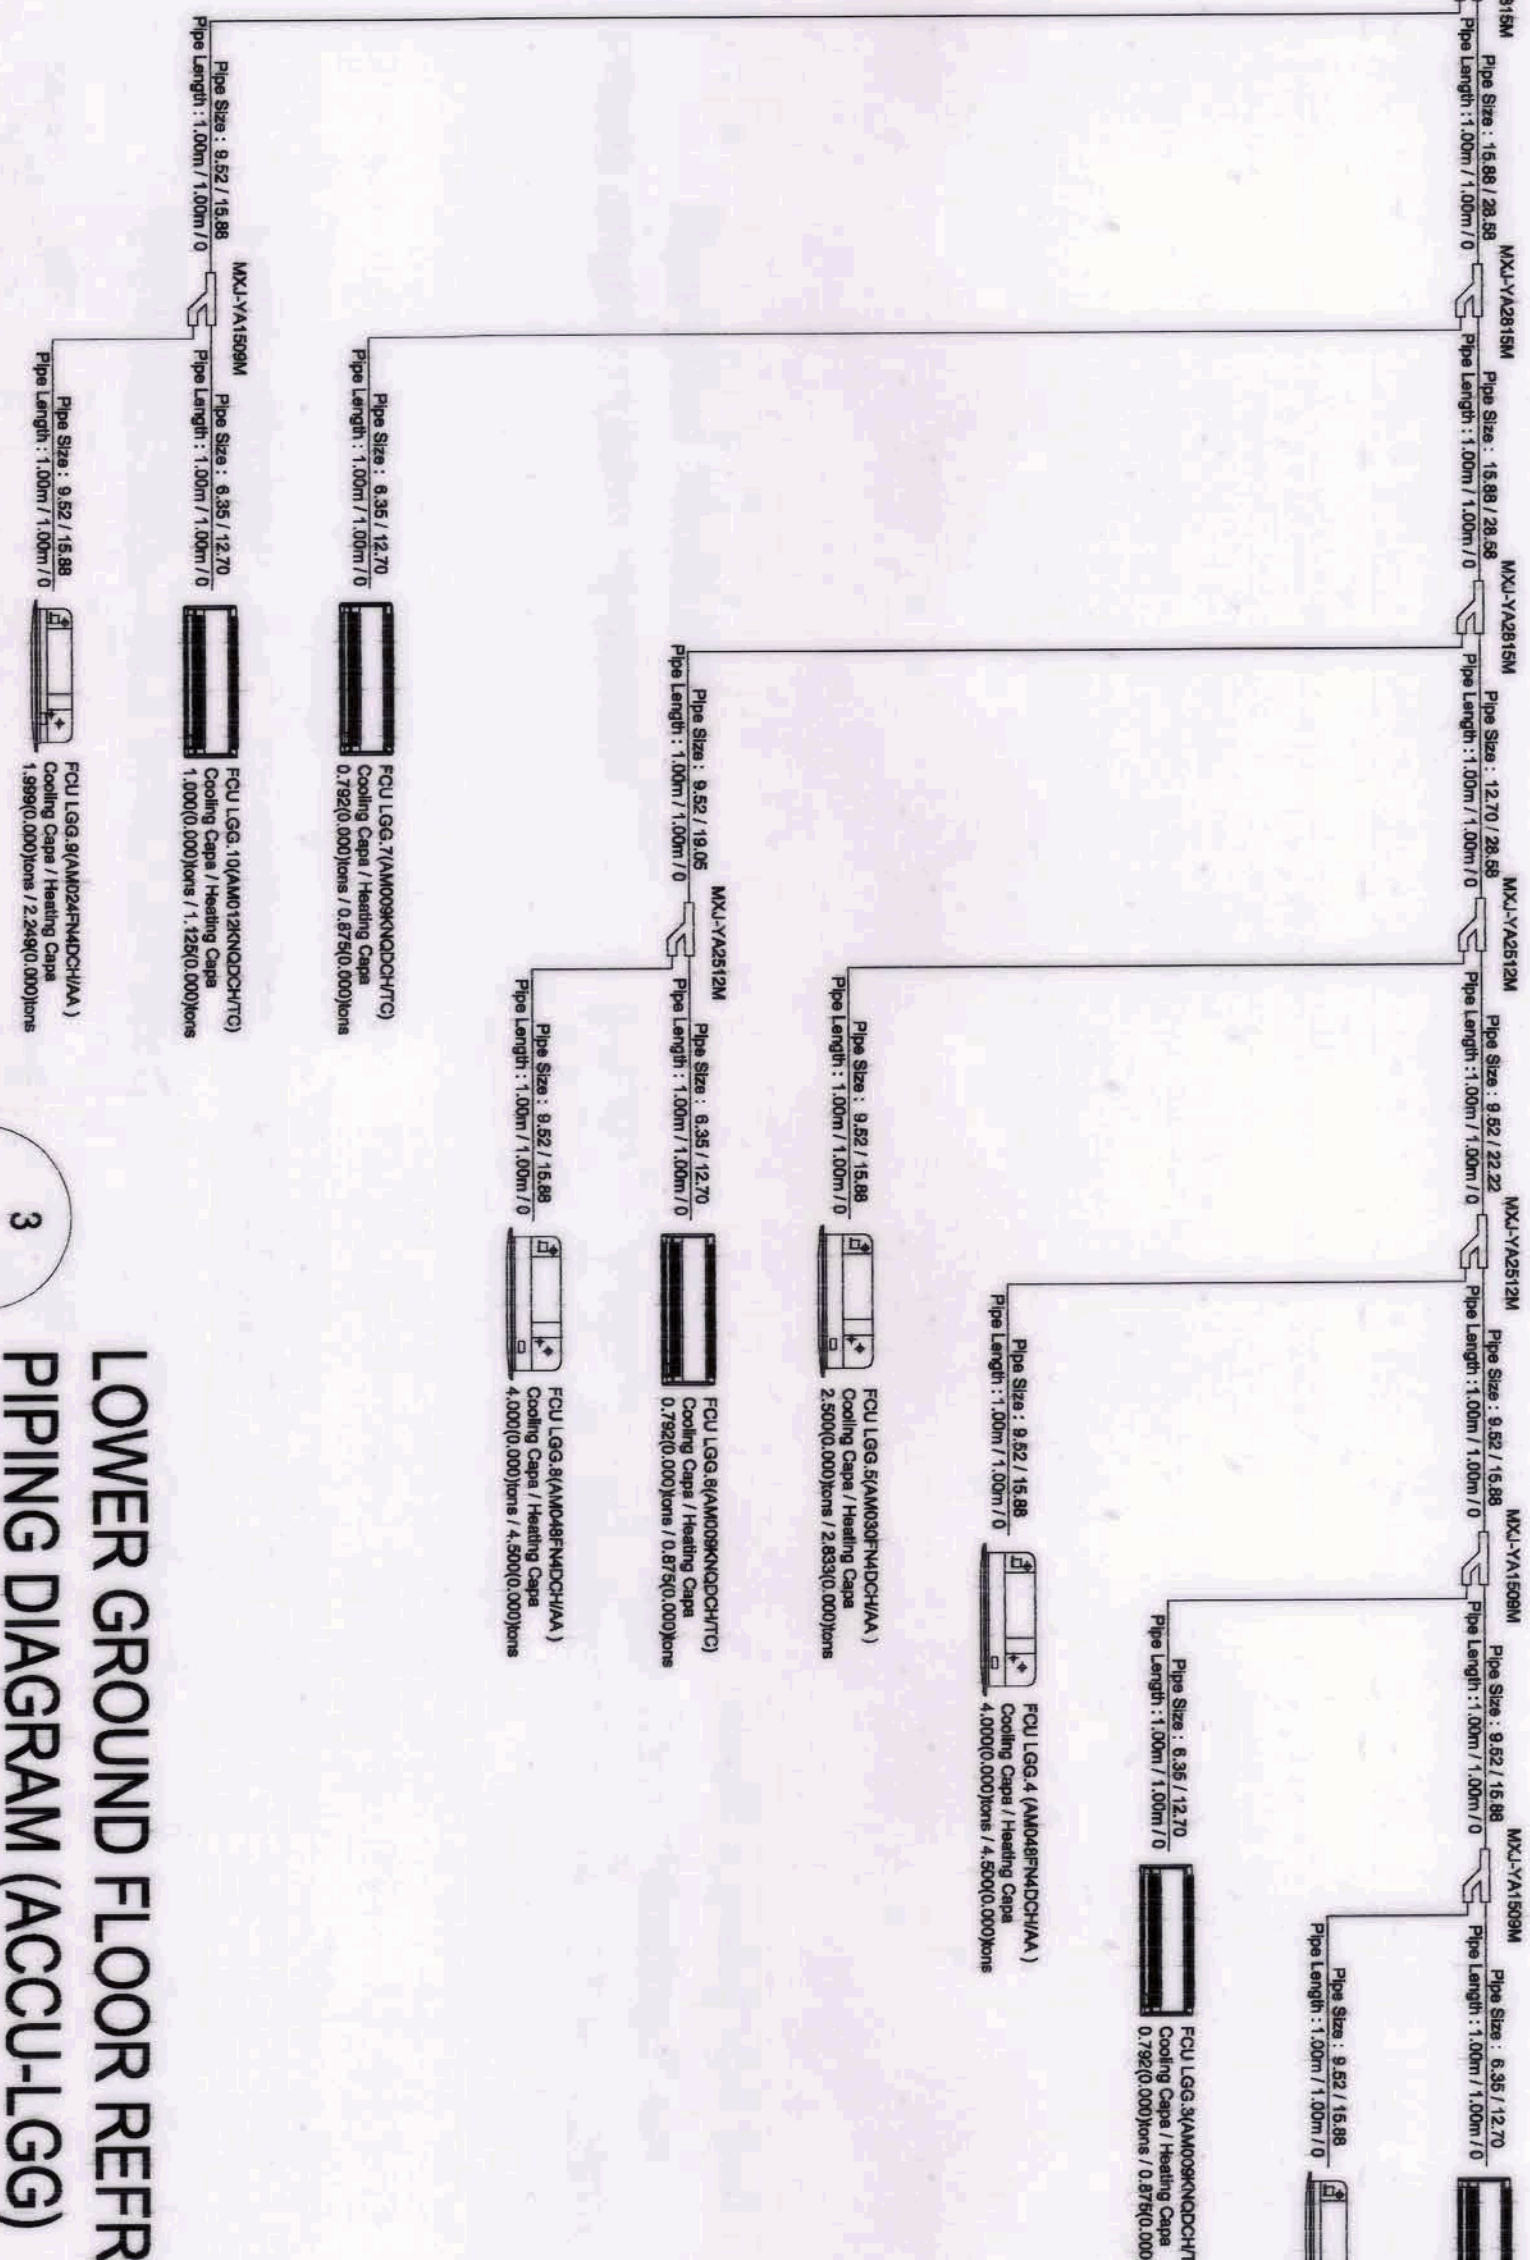 815M
Pipe Size : 15.88 / 28.58
Pipe Length :1.00m / 1.00m / 0
MXJ-YA2815M
Pipe Size : 15.88 / 28.58
Pipe Length : 1.00m / 1.00m / 0
MXJ-YA2815M
Pipe Size : 12.70 / 28.58
Pipe Length :1.00m / 1.00m / 0
MXJ-YA2512M
Pipe Size : 9.52 / 22.22
Pipe Length :1.00m / 1.00m / 0
MXJ-YA2512M
Pipe Size : 9.52 / 15.88
Pipe Length :1.00m / 1.00m / 0
MXJ-YA1509M
Pipe Size : 9.52 / 15.88
Pipe Length :1.00m / 1.00m / 0
MXJ-YA1509M
Pipe Size : 6.35 / 12.70
Pipe Length : 1.00m / 1.00m / 0
Pipe Size : 9.52 / 15.88
Pipe Length : 1.00m / 1.00m / 0
Pipe Size : 6.35 / 12.70
Pipe Length :1.00m / 1.00m / 0
FCU LGG.3(AM009KNQDCH/T
Cooling Capa / Heating Capa
0.792(0.000)tons / 0.875(0.000
Pipe Size : 9.52 / 15.88
Pipe Length : 1.00m / 1.00m / 0
FCU LGG.4 (AM048FN4DCH/AA )
Cooling Capa / Heating Capa
4.000(0.000)tons / 4.500(0.000)tons
Pipe Size : 9.52 / 15.88
Pipe Length : 1.00m / 1.00m / 0
FCU LGG.5(AM030FN4DCH/AA )
Cooling Capa / Heating Capa
2.500(0.000)tons / 2.833(0.000)tons
Pipe Size : 9.52 / 19.05
Pipe Length : 1.00m / 1.00m / 0
MXJ-YA2512M
Pipe Size : 6.35 / 12.70
Pipe Length : 1.00m / 1.00m / 0
FCU LGG.6(AM009KNQDCH/TC)
Cooling Capa / Heating Capa
0.792(0.000)tons / 0.875(0.000)tons
Pipe Size : 9.52 / 15.88
Pipe Length : 1.00m / 1.00m / 0
FCU LGG.8(AM048FN4DCH/AA )
Cooling Capa / Heating Capa
4.000(0.000)tons / 4.500(0.000)tons
Pipe Size : 6.35 / 12.70
Pipe Length : 1.00m / 1.00m / 0
FCU LGG.7(AM009KNQDCH/TC)
Cooling Capa / Heating Capa
0.792(0.000)tons / 0.875(0.000)tons
Pipe Size : 9.52 / 15.88
Pipe Length : 1.00m / 1.00m / 0
MXJ-YA1509M
Pipe Size : 6.35 / 12.70
Pipe Length : 1.00m / 1.00m / 0
FCU LGG.10(AM012KNQDCH/TC)
Cooling Capa / Heating Capa
1.000(0.000)tons / 1.125(0.000)tons
Pipe Size : 9.52 / 15.88
Pipe Length : 1.00m / 1.00m / 0
FCU LGG.9(AM024FN4DCH/AA )
Cooling Capa / Heating Capa
1.999(0.000)tons / 2.249(0.000)tons
3
LOWER GROUND FLOOR REFR
PIPING DIAGRAM (ACCU-LGG)